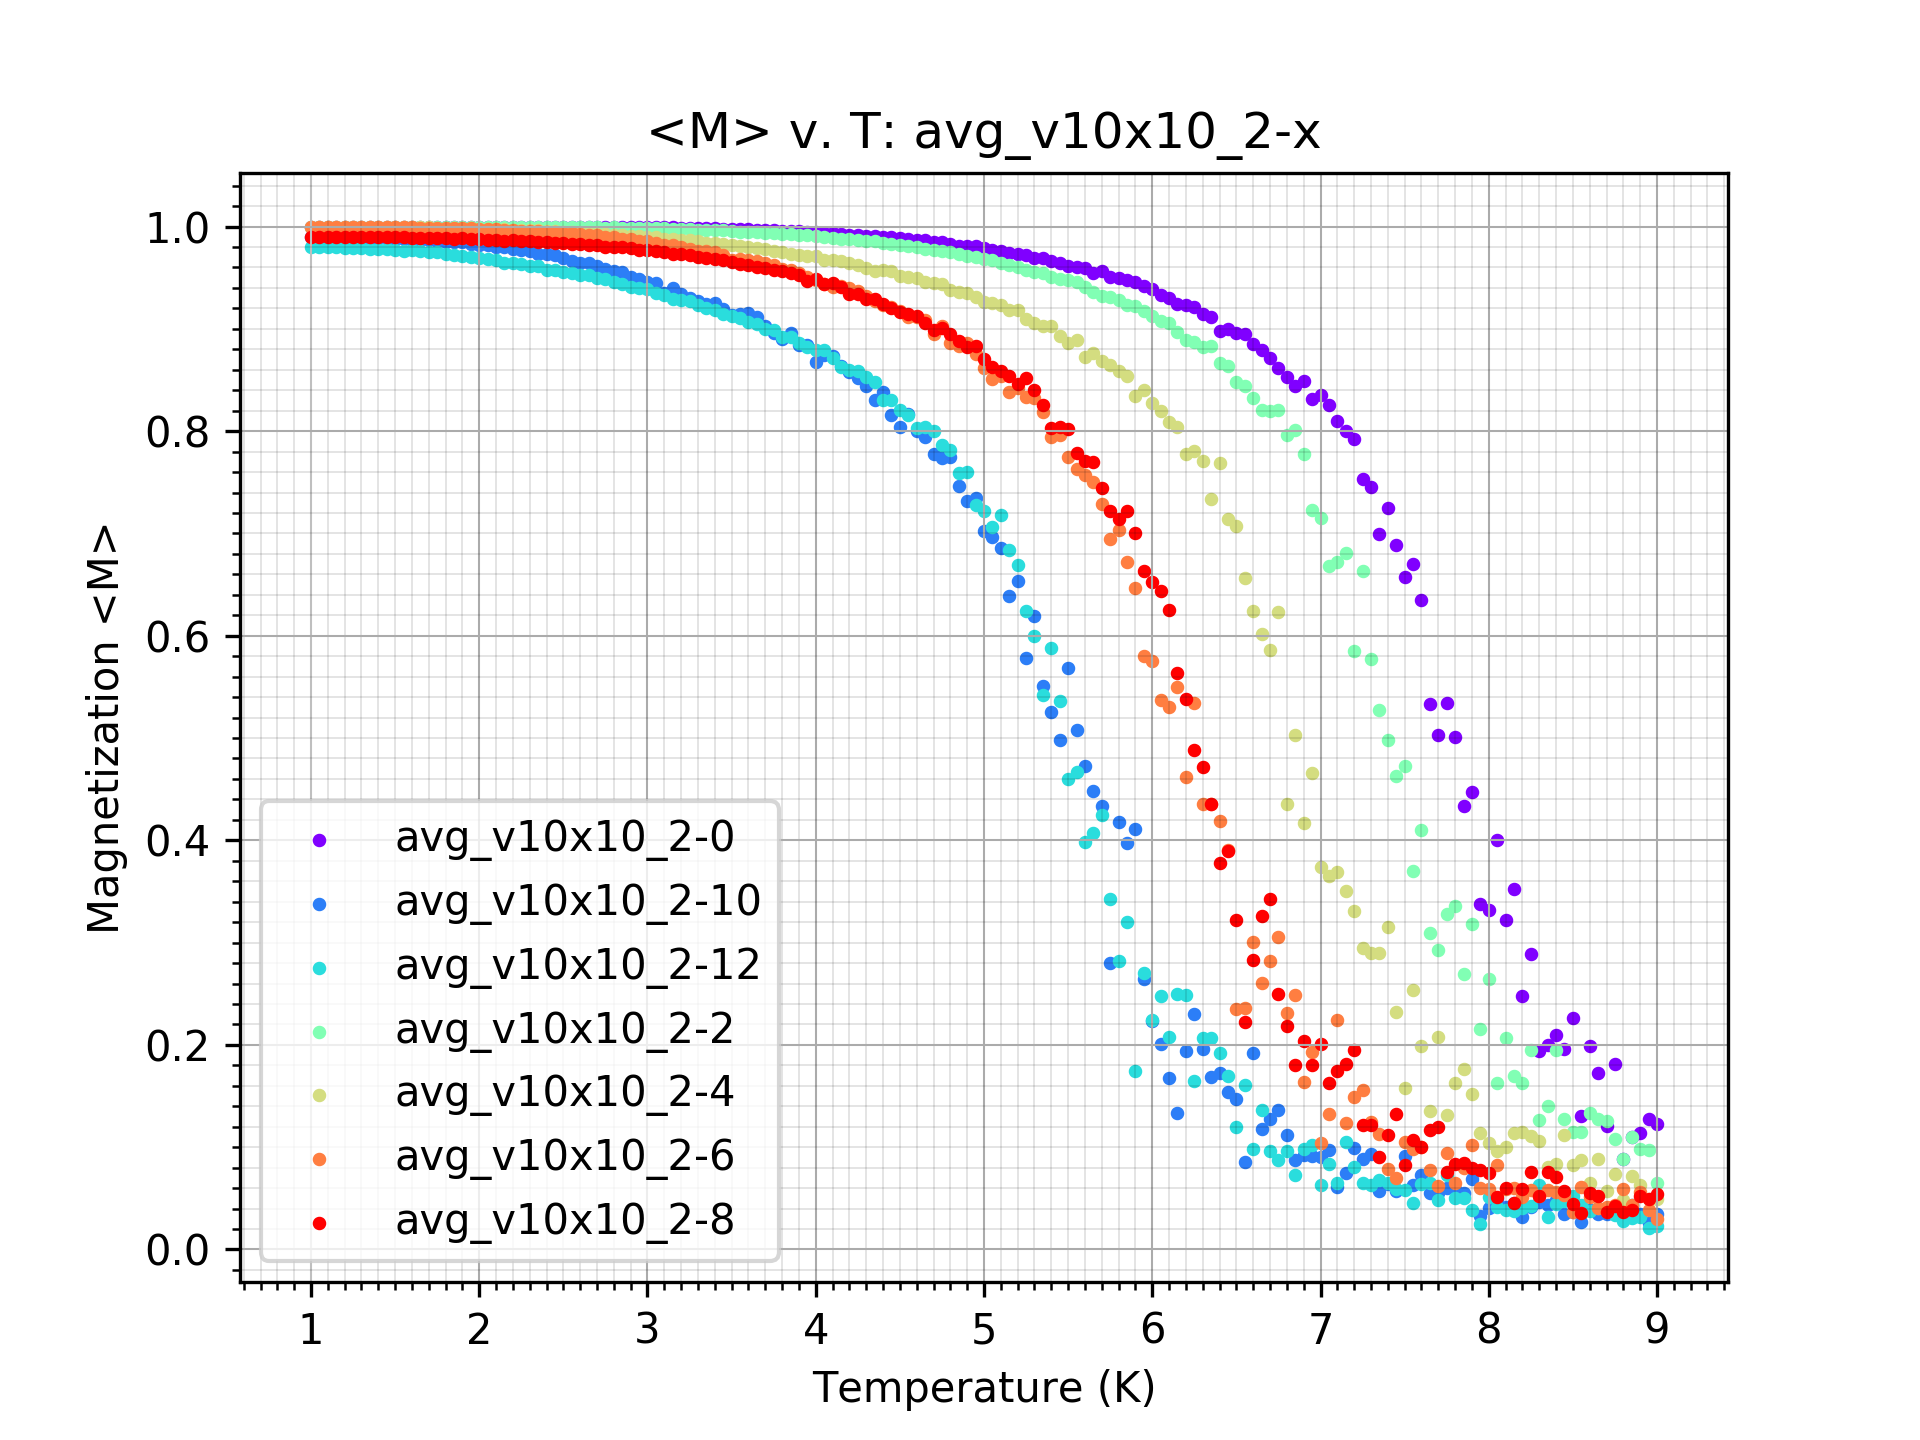 <M> v. T: avg_v10x10_2-x
Magnetization <M>
1.0
0.8
0.6
0.4
0.2
0.0
avg_v10x10_2-0
avg_v10x10_2-10
avg_v10x10_2-12
avg_v10x10_2-2
avg_v10x10_2-4
avg_v10x10_2-6
avg_v10x10_2-8
1 2 3 4 5 6 7 8 9
Temperature (K)